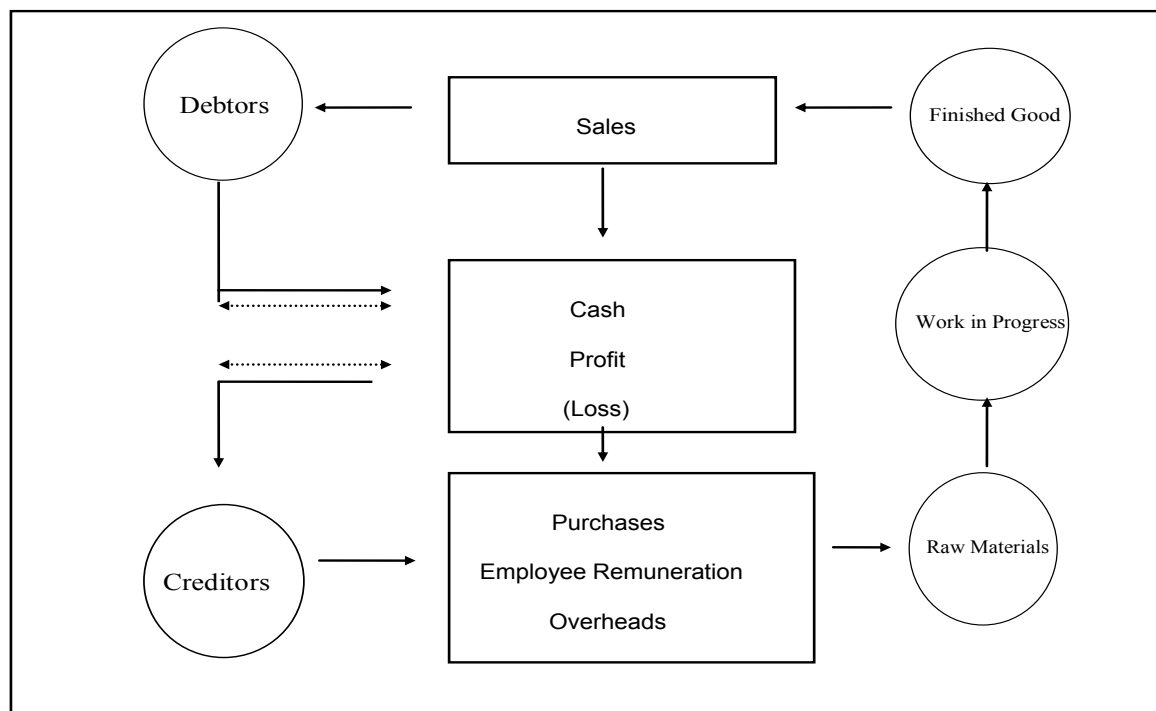 Debtors
Sales
Finished Good
Cash
Profit
(Loss)
Work in Progress
Creditors
Purchases
Employee Remuneration
Overheads
Raw Materials